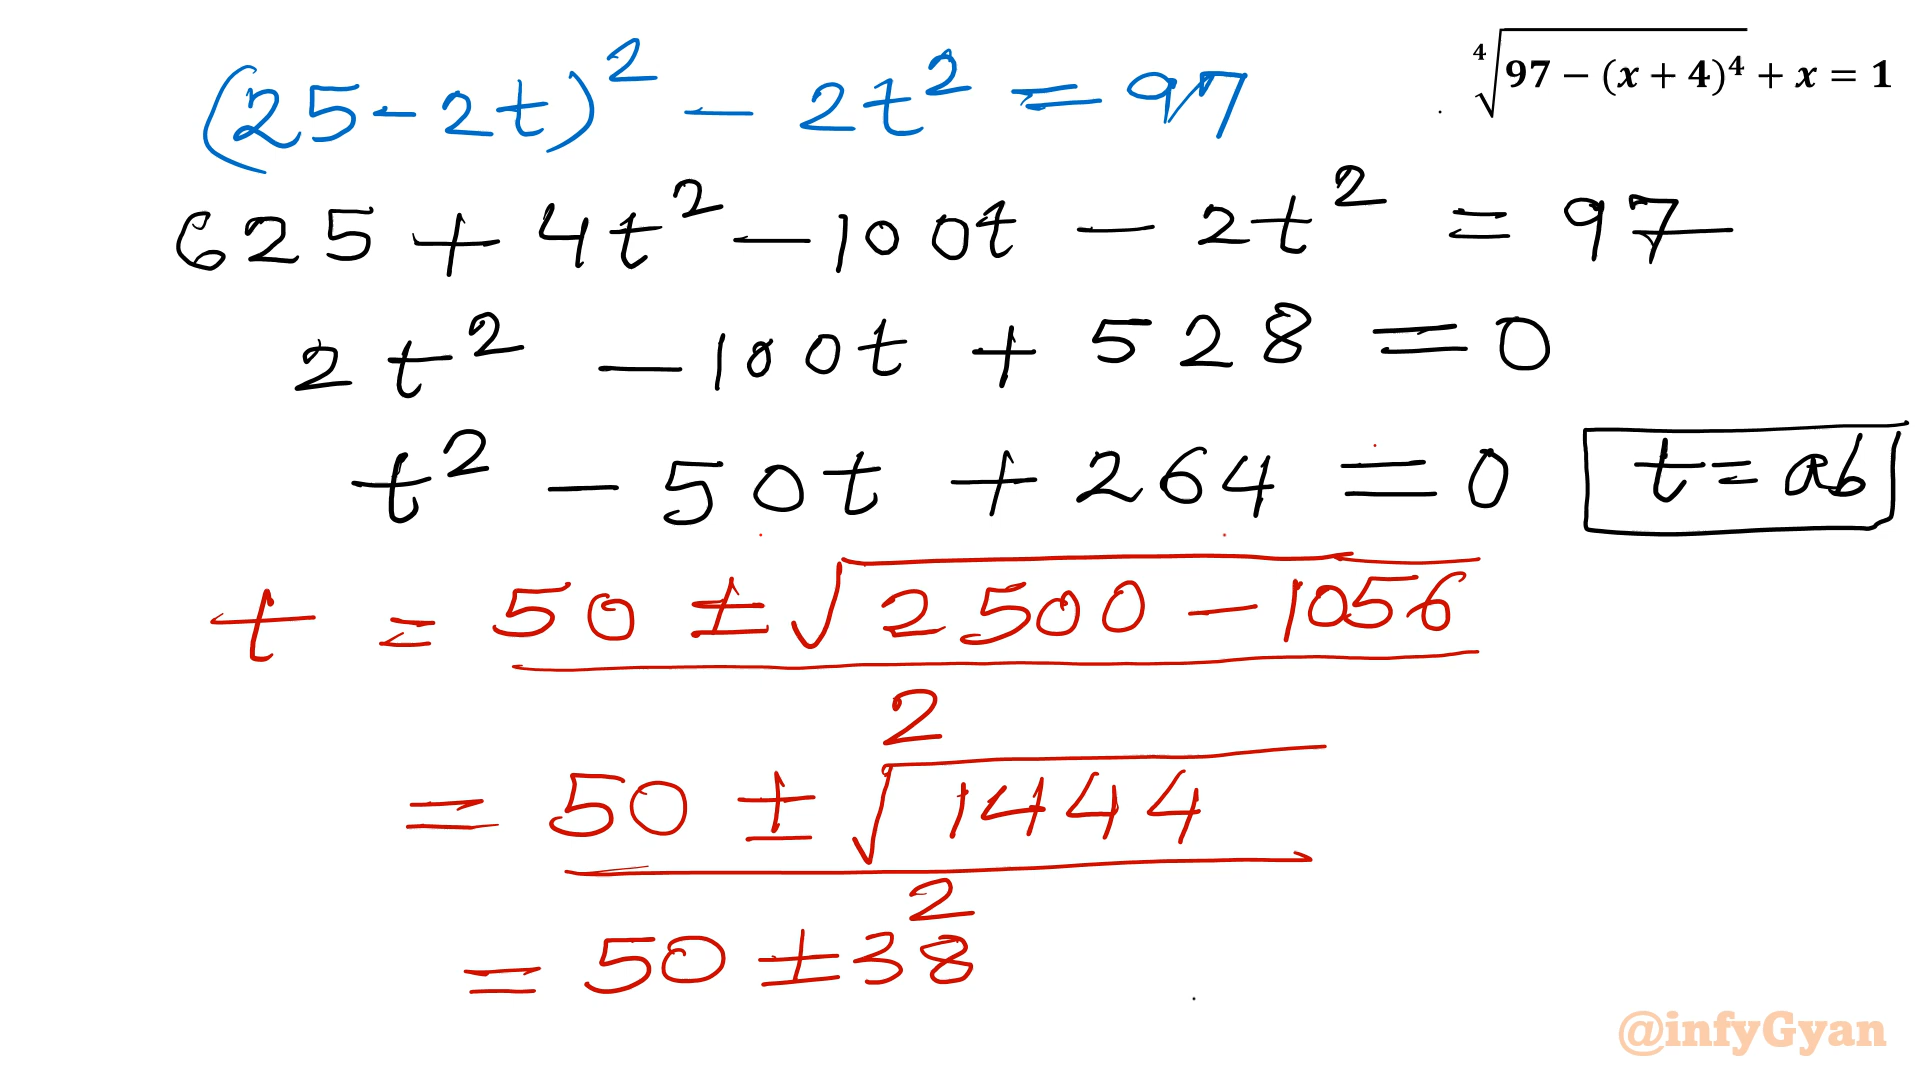 (25-2t)² - 2t² = 97
∜(97 − (x + 4)⁴) + x = 1
625 + 4t² - 100t - 2t² = 97
2t² - 100t + 528 = 0
t² - 50t + 264 = 0
t = ab
t = (50 ± √(2500 - 1056))/2
= (50 ± √1444)/2
= 50 ± 38
@infyGyan